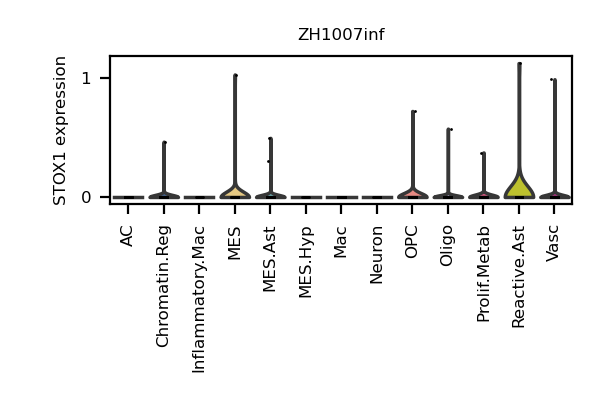 ZH1007inf
STOX1 expression
1
0
AC
Chromatin.Reg
Inflammatory.Mac
MES
MES.Ast
MES.Hyp
Mac
Neuron
OPC
Oligo
Prolif.Metab
Reactive.Ast
Vasc